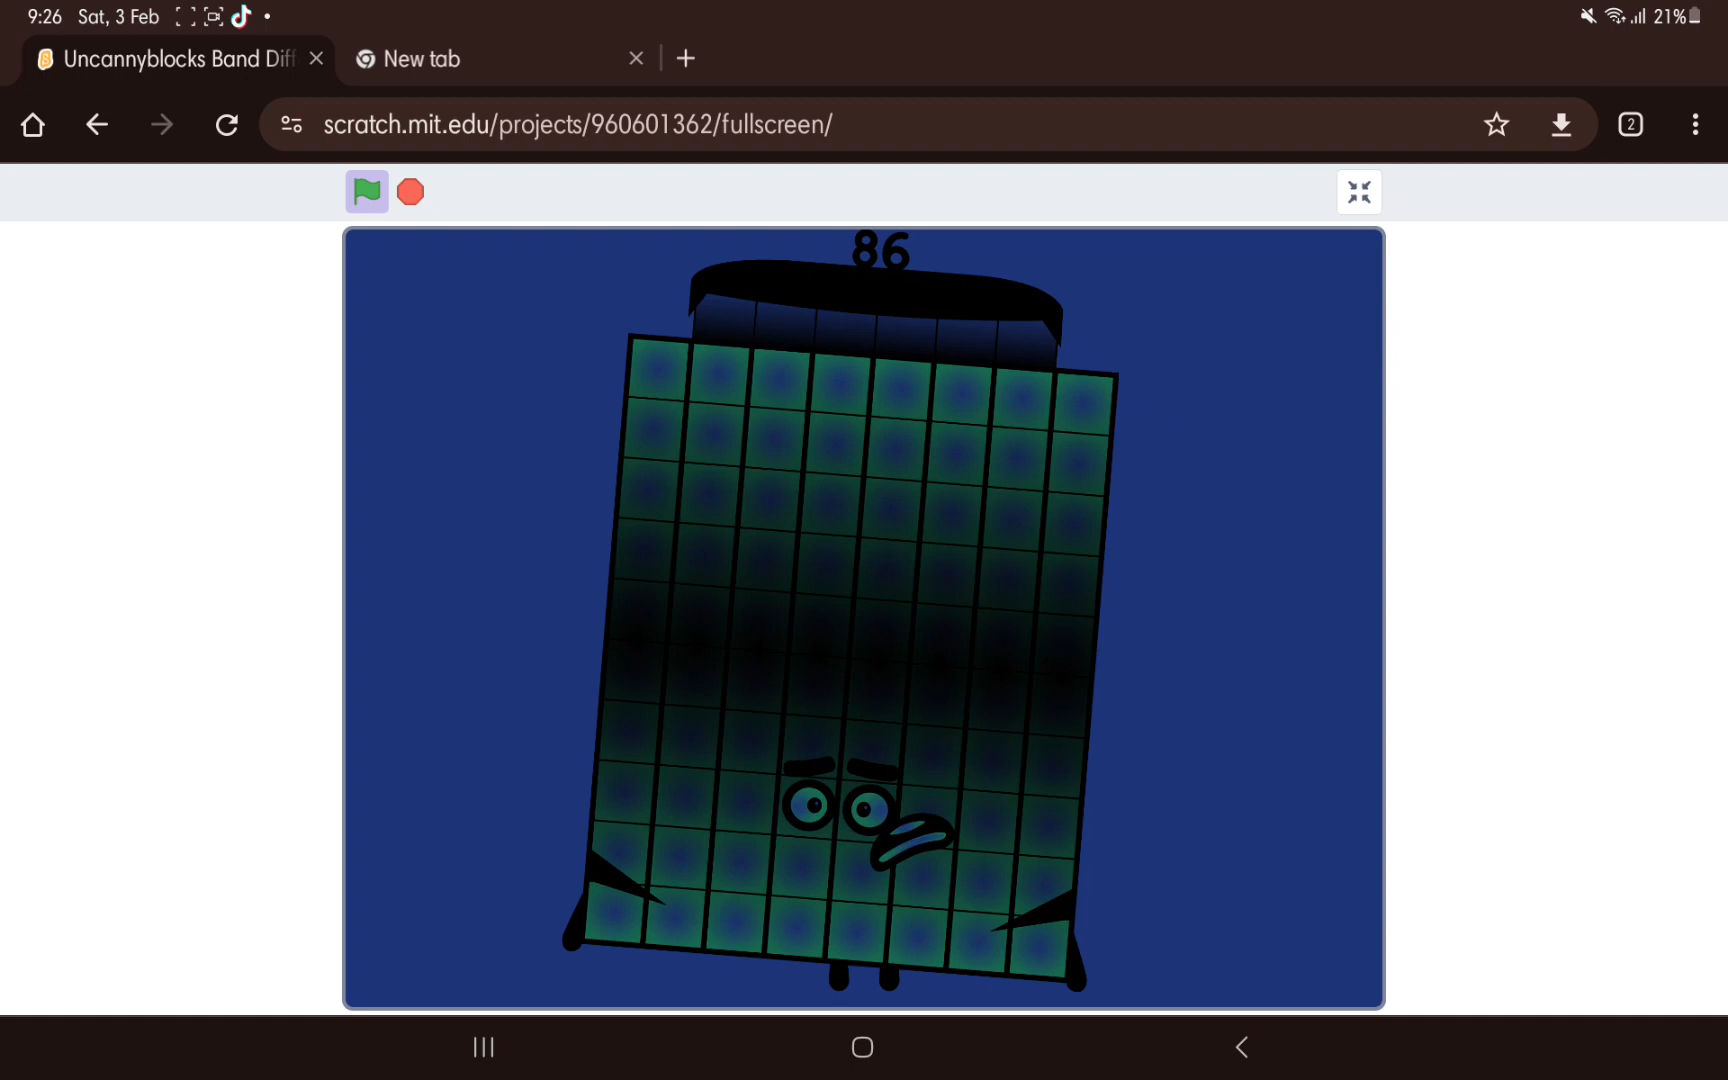 9:26 Sat, 3 Feb 21%
Uncannyblocks Band Diff New tab
scratch.mit.edu/projects/960601362/fullscreen/ 2
86